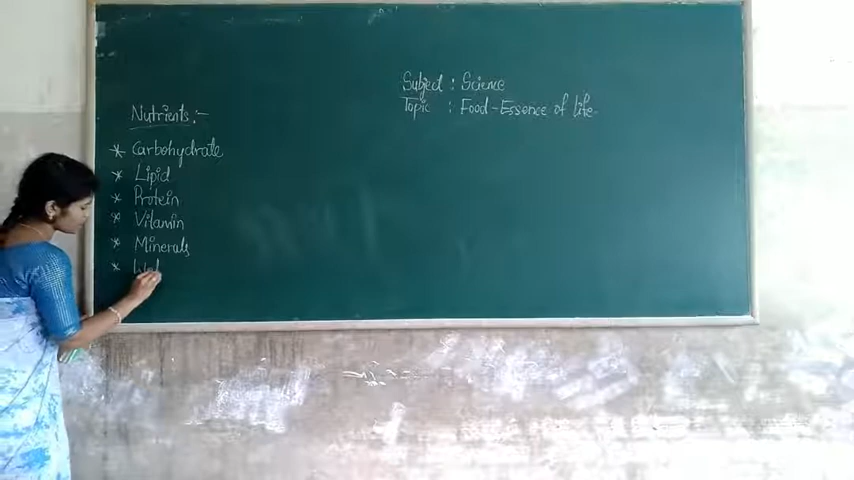 Subject : Science
Topic : Food - Essence of life
Nutrients :-
* Carbohydrate
* Lipid
* Protein
* Vitamin
* Minerals
*